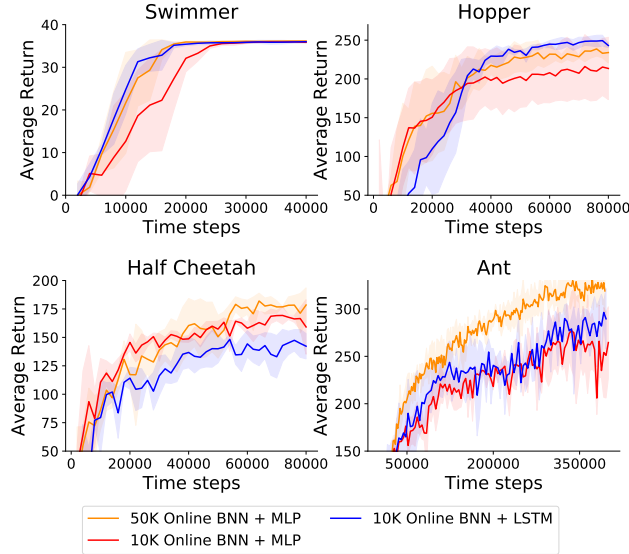 Swimmer
Hopper
40
30
20
10
0
Average Return
0
10000
20000
30000
40000
Time steps
250
200
150
100
50
Average Return
0
20000
40000
60000
80000
Time steps
Half Cheetah
Ant
200
175
150
125
100
75
50
Average Return
0
20000
40000
60000
80000
Time steps
300
250
200
150
Average Return
50000
200000
350000
Time steps
50K Online BNN + MLP
10K Online BNN + MLP
10K Online BNN + LSTM